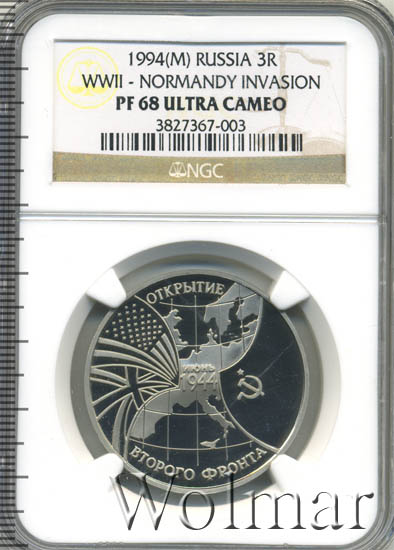 1994(M) RUSSIA 3R
WWII - NORMANDY INVASION
PF 68 ULTRA CAMEO
3827367-003
NGC
ОТКРЫТИЕ
ИЮНЬ
1944
ВТОРОГО ФРОНТА
Wolmar